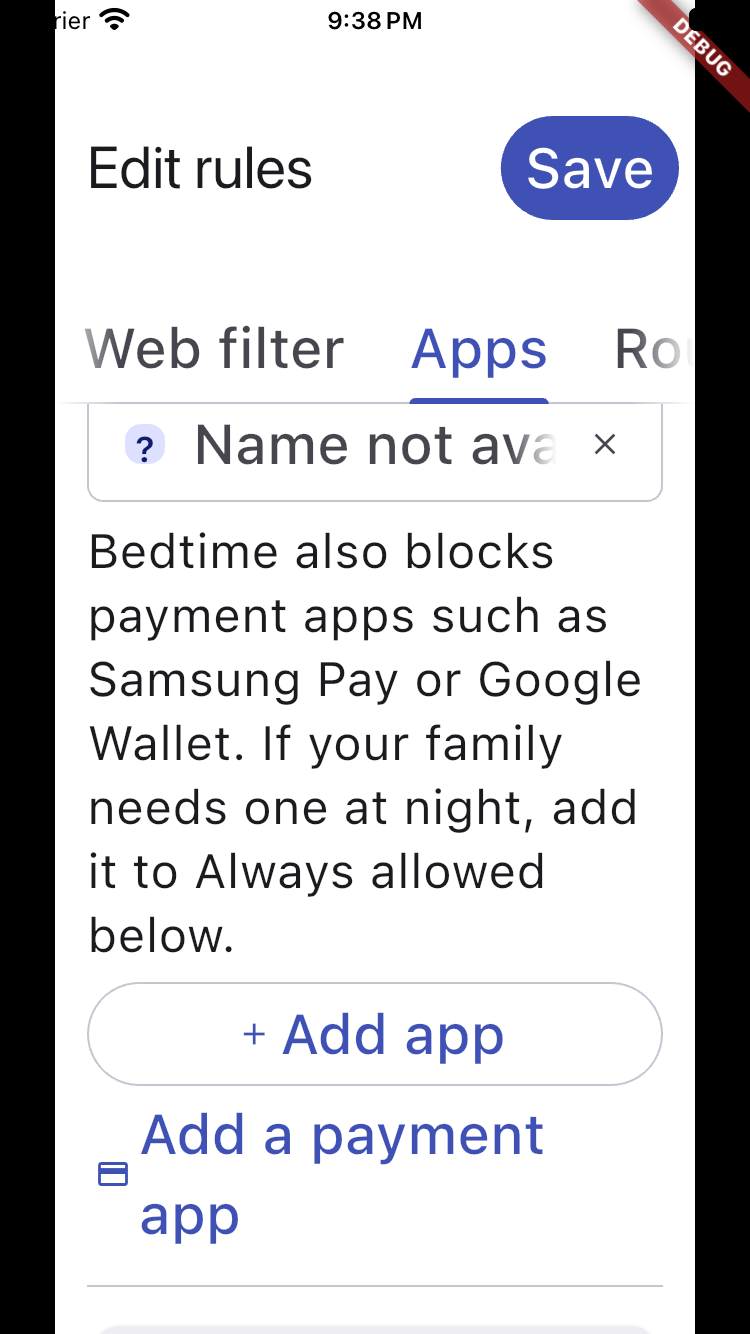 9:38 PM
DEBUG
Edit rules
Save
Web filter
Apps
? Name not
Bedtime also blocks
payment apps such as
Samsung Pay or Google
Wallet. If your family
needs one at night, add
it to Always allowed
below.
+ Add app
Add a payment
app